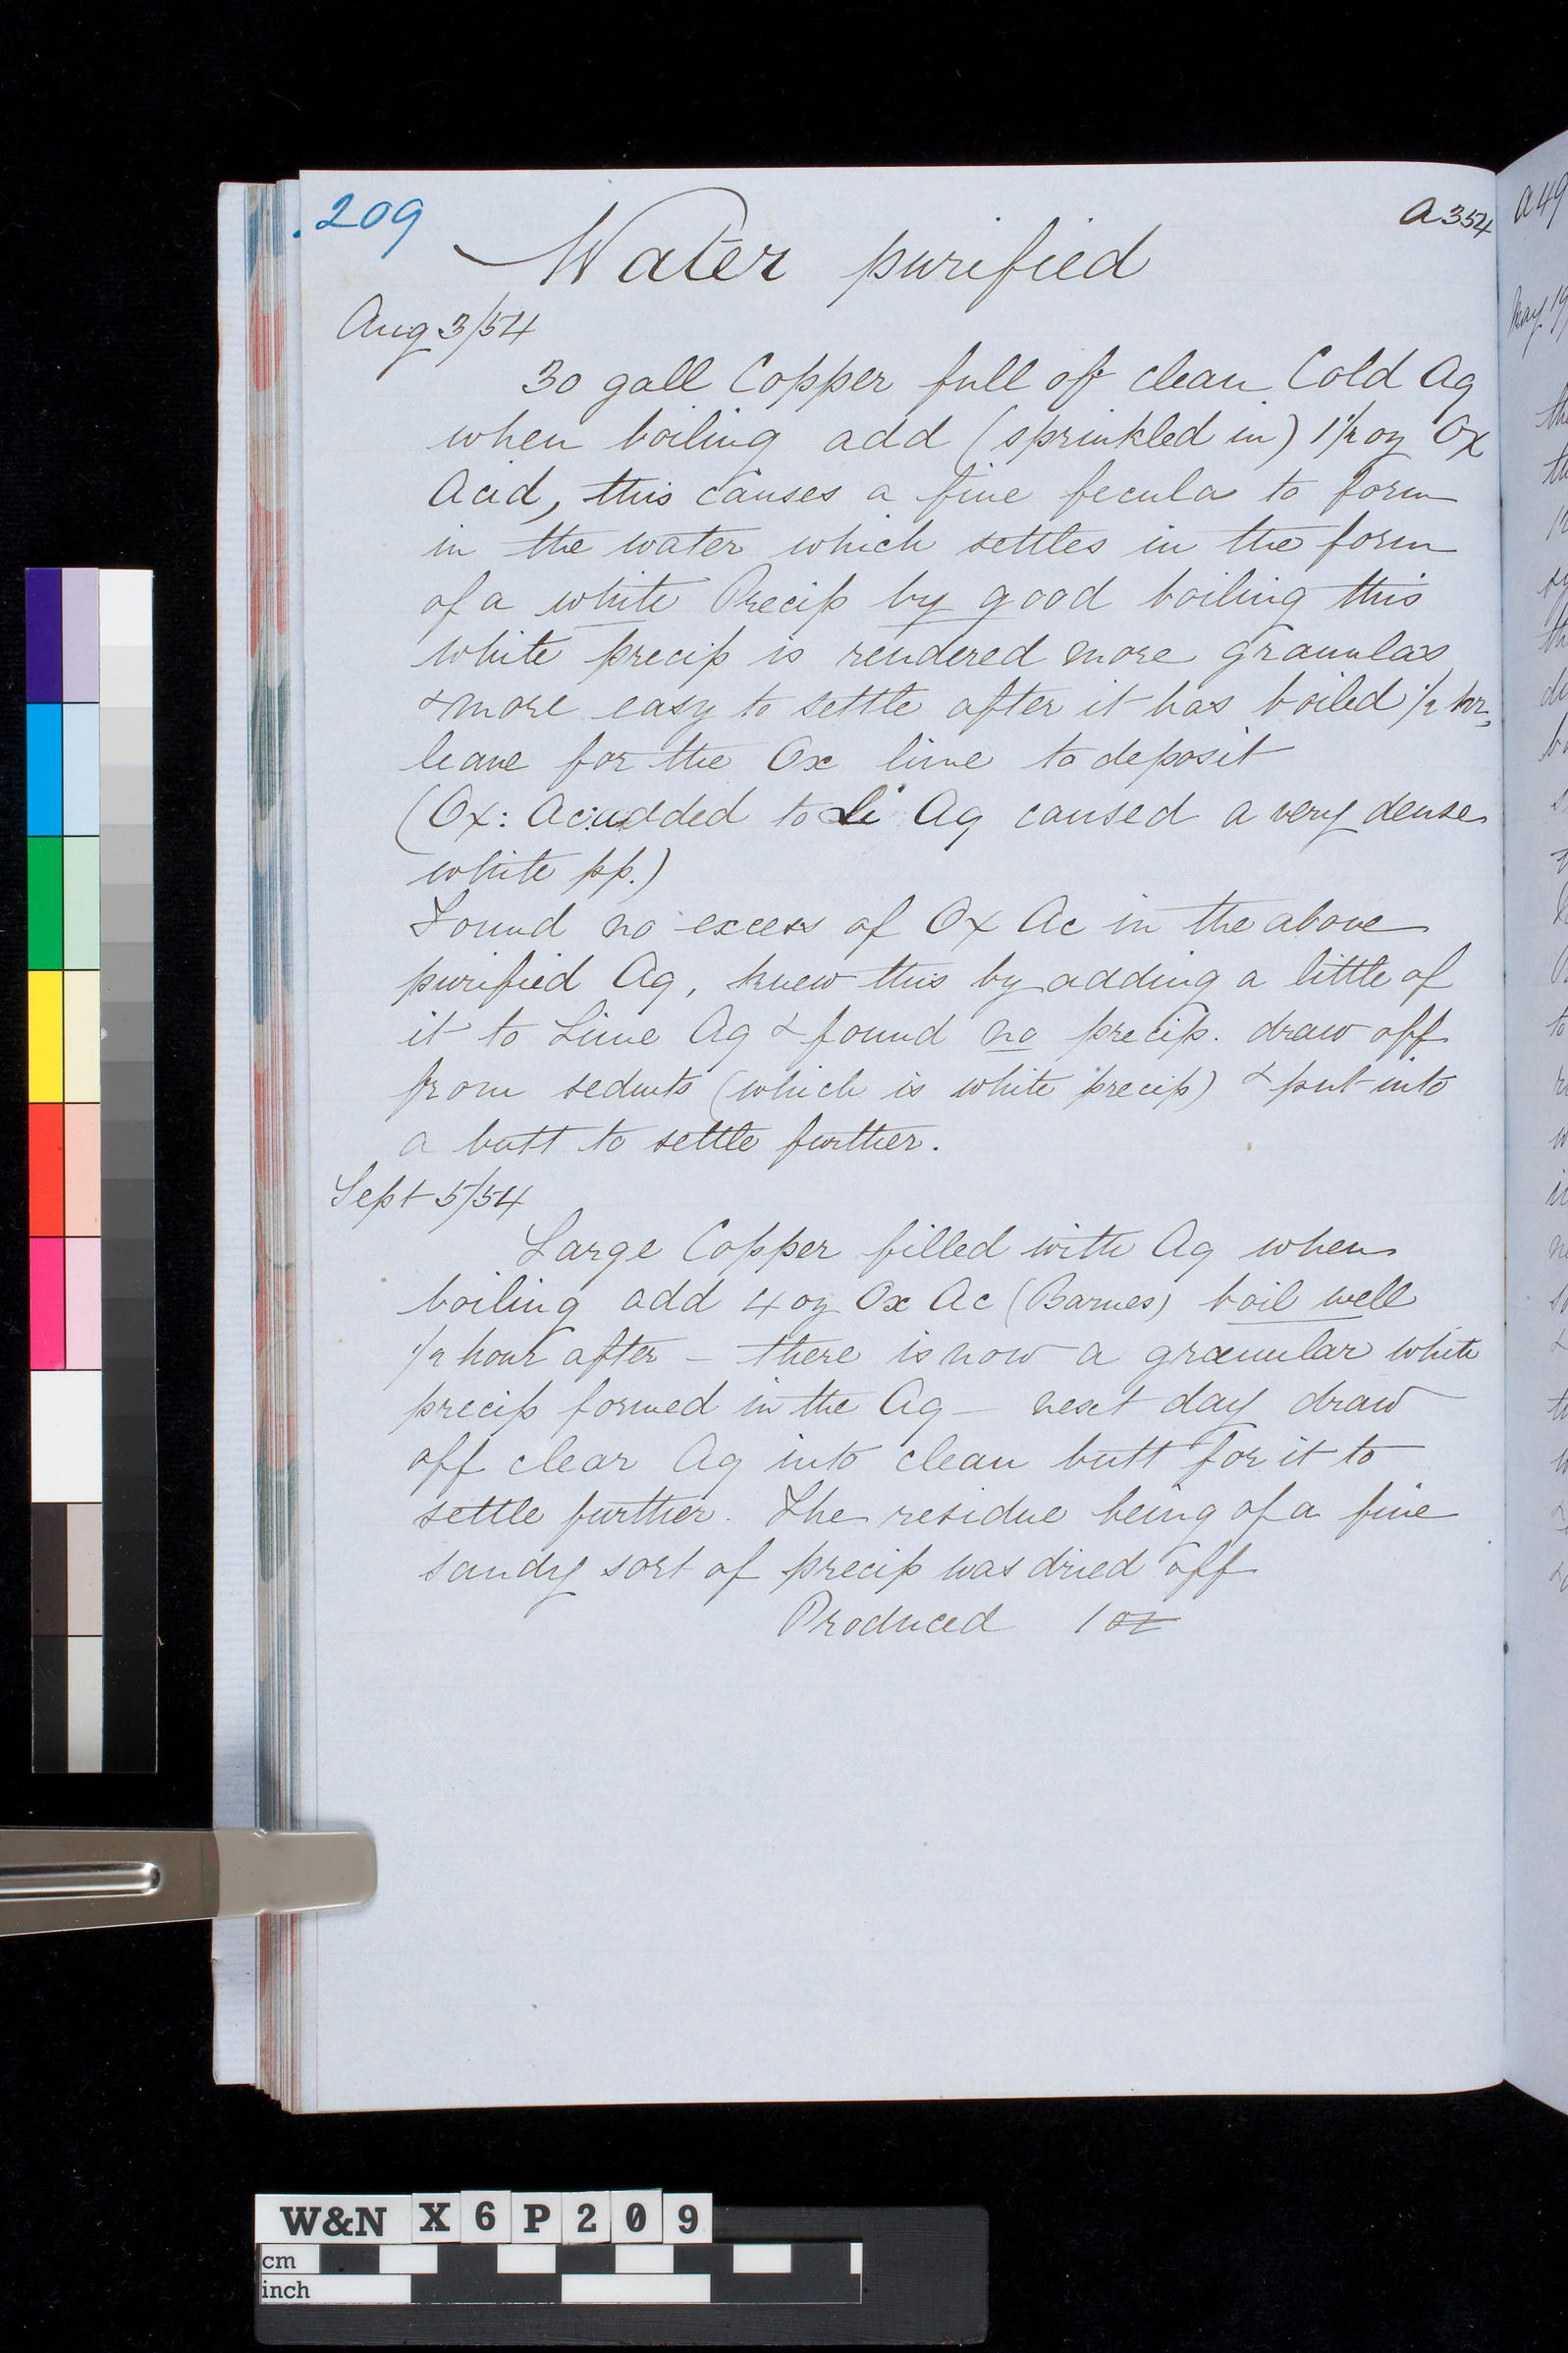 209
A354
Water purified
Aug 3/54
30 gall Copper full of clean Cold Aq
when boiling add (sprinkled in) 1½ oz Ox
Acid, this causes a fine fecula to form
in the water which settles in the form
of a white Precip by good boiling this
white precip is rendered more granular
& more easy to settle after it has boiled ½ hr,
leave for the Ox lime to deposit
(Ox: Ac: added to Li Aq caused a very dense
white pp.)
Found no excess of Ox Ac in the above
purified Aq, knew this by adding a little of
it to Lime Aq & found no precip. draw off
from sedmts (which is white precip) & put into
a butt to settle further.
Sept 5/54
Large Copper filled with Aq when
boiling add 4 oz Ox Ac (Barnes) boil well
½ hour after – there is now a granular white
precip formed in the Aq – next day draw
off clear Aq into clean butt for it to
settle further. The residue being of a fine
sandy sort of precip was dried off
Produced 1 oz
A49
May 19
W&N X6P209
cm
inch